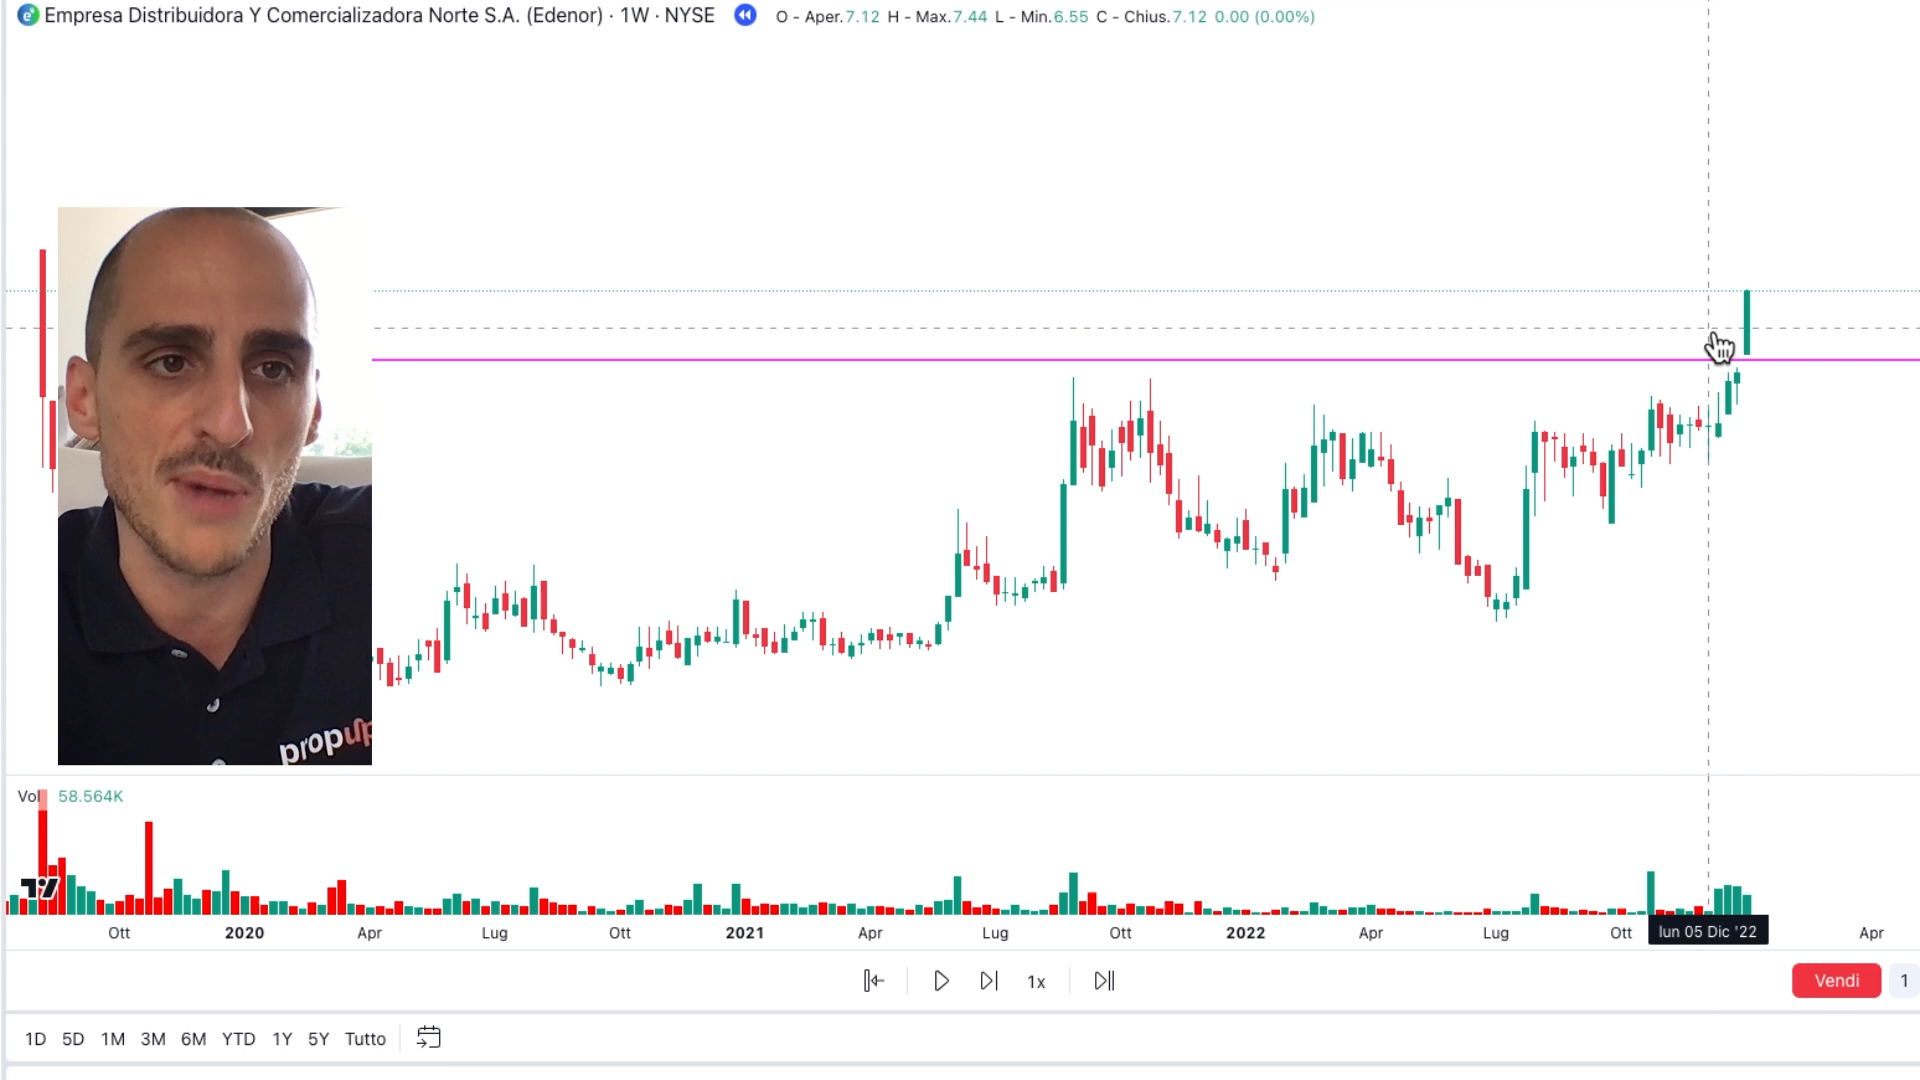 Empresa Distribuidora Y Comercializadora Norte S.A. (Edenor) · 1W · NYSE O - Aper.7.12 H - Max.7.44 L - Min.6.55 C - Chius.7.12 0.00 (0.00%)
propup
Vol 58.564K
Ott 2020 Apr Lug Ott 2021 Apr Lug Ott 2022 Apr Lug Ott lun 05 Dic '22 Apr
1x
Vendi 1
1D 5D 1M 3M 6M YTD 1Y 5Y Tutto